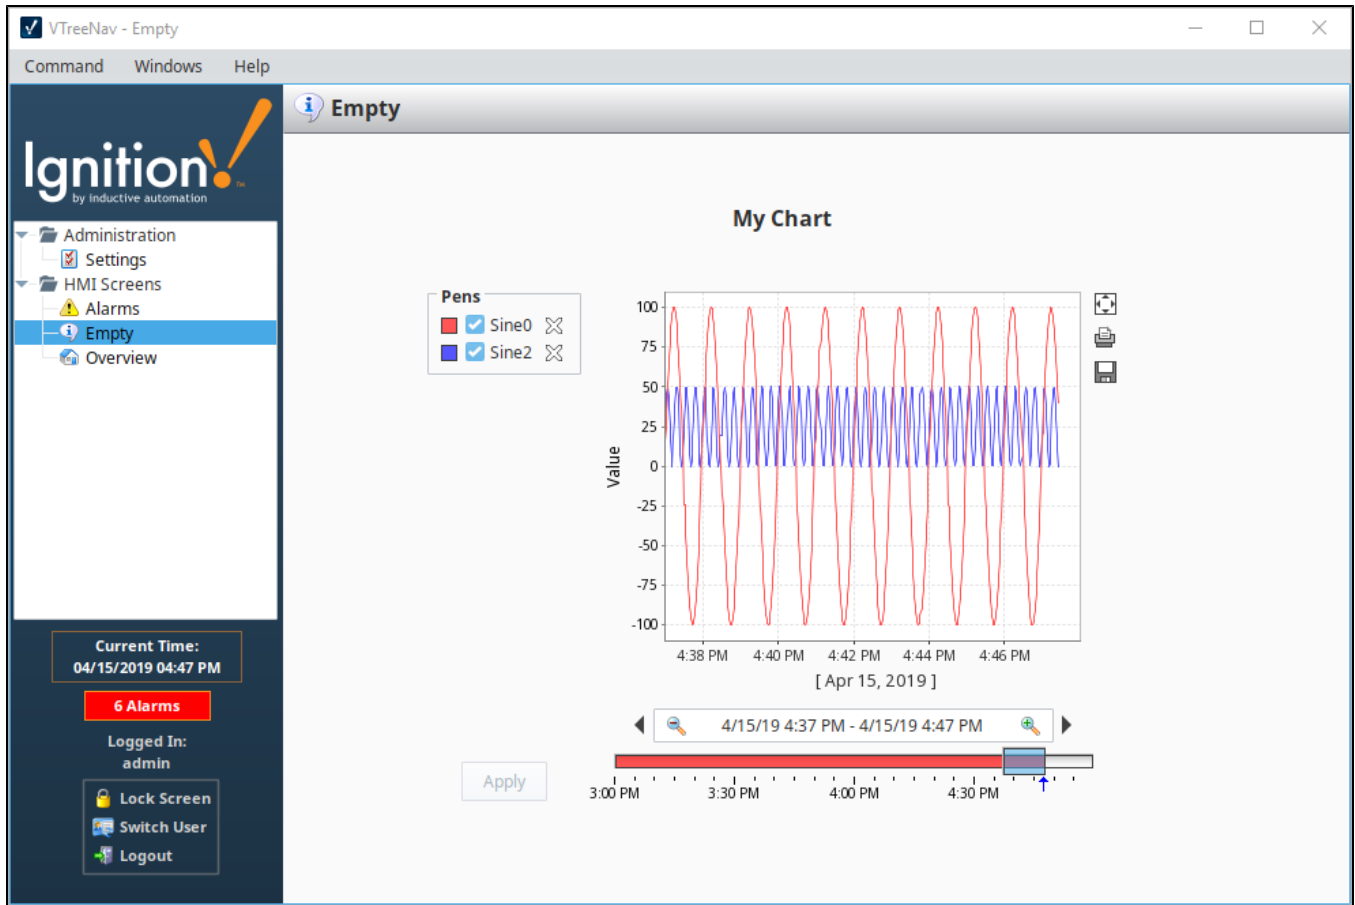 VTreeNav - Empty
Command Windows Help
Ignition!™
by inductive automation
Empty
Administration
Settings
HMI Screens
Alarms
Empty
Overview
My Chart
Pens
Sine0
Sine2
Value
100
75
50
25
0
-25
-50
-75
-100
4:38 PM 4:40 PM 4:42 PM 4:44 PM 4:46 PM
[ Apr 15, 2019 ]
4/15/19 4:37 PM - 4/15/19 4:47 PM
Apply
3:00 PM 3:30 PM 4:00 PM 4:30 PM
Current Time:
04/15/2019 04:47 PM
6 Alarms
Logged In:
admin
Lock Screen
Switch User
Logout